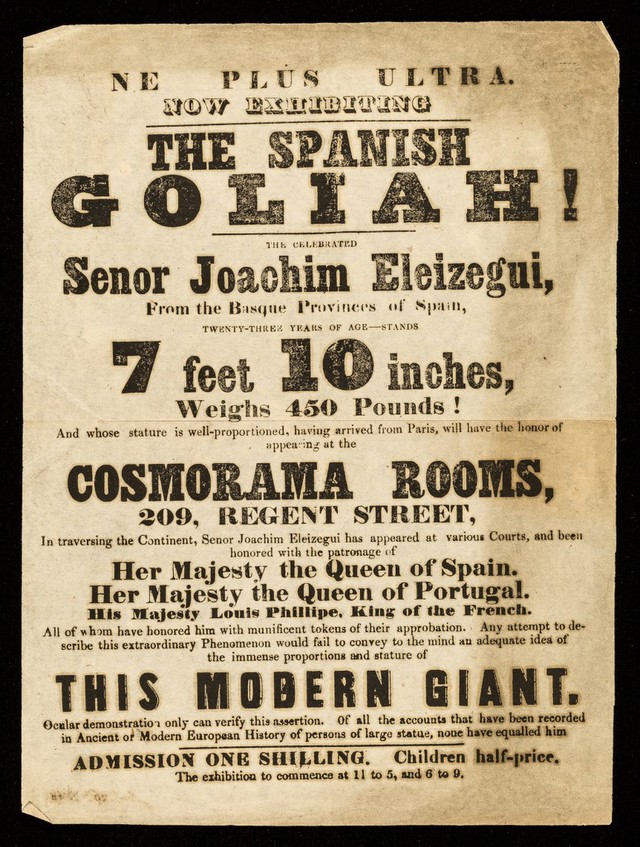 NE PLUS ULTRA.
NOW EXHIBITING
THE SPANISH
GOLIAH!
THE CELEBRATED
Senor Joachim Eleizegui,
From the Basque Provinces of Spain,
TWENTY-THREE YEARS OF AGE—STANDS
7 feet 10 inches,
Weighs 450 Pounds!
And whose stature is well-proportioned, having arrived from Paris, will have the honor of
appearing at the
COSMORAMA ROOMS,
209, REGENT STREET,
In traversing the Continent, Senor Joachim Eleizegui has appeared at various Courts, and been
honored with the patronage of
Her Majesty the Queen of Spain.
Her Majesty the Queen of Portugal.
His Majesty Louis Phillipe, King of the French.
All of whom have honored him with munificent tokens of their approbation. Any attempt to de-
scribe this extraordinary Phenomenon would fail to convey to the mind an adequate idea of
the immense proportions and stature of
THIS MODERN GIANT.
Ocular demonstration only can verify this assertion. Of all the accounts that have been recorded
in Ancient or Modern European History of persons of large statue, none have equalled him
ADMISSION ONE SHILLING. Children half-price.
The exhibition to commence at 11 to 5, and 6 to 9.